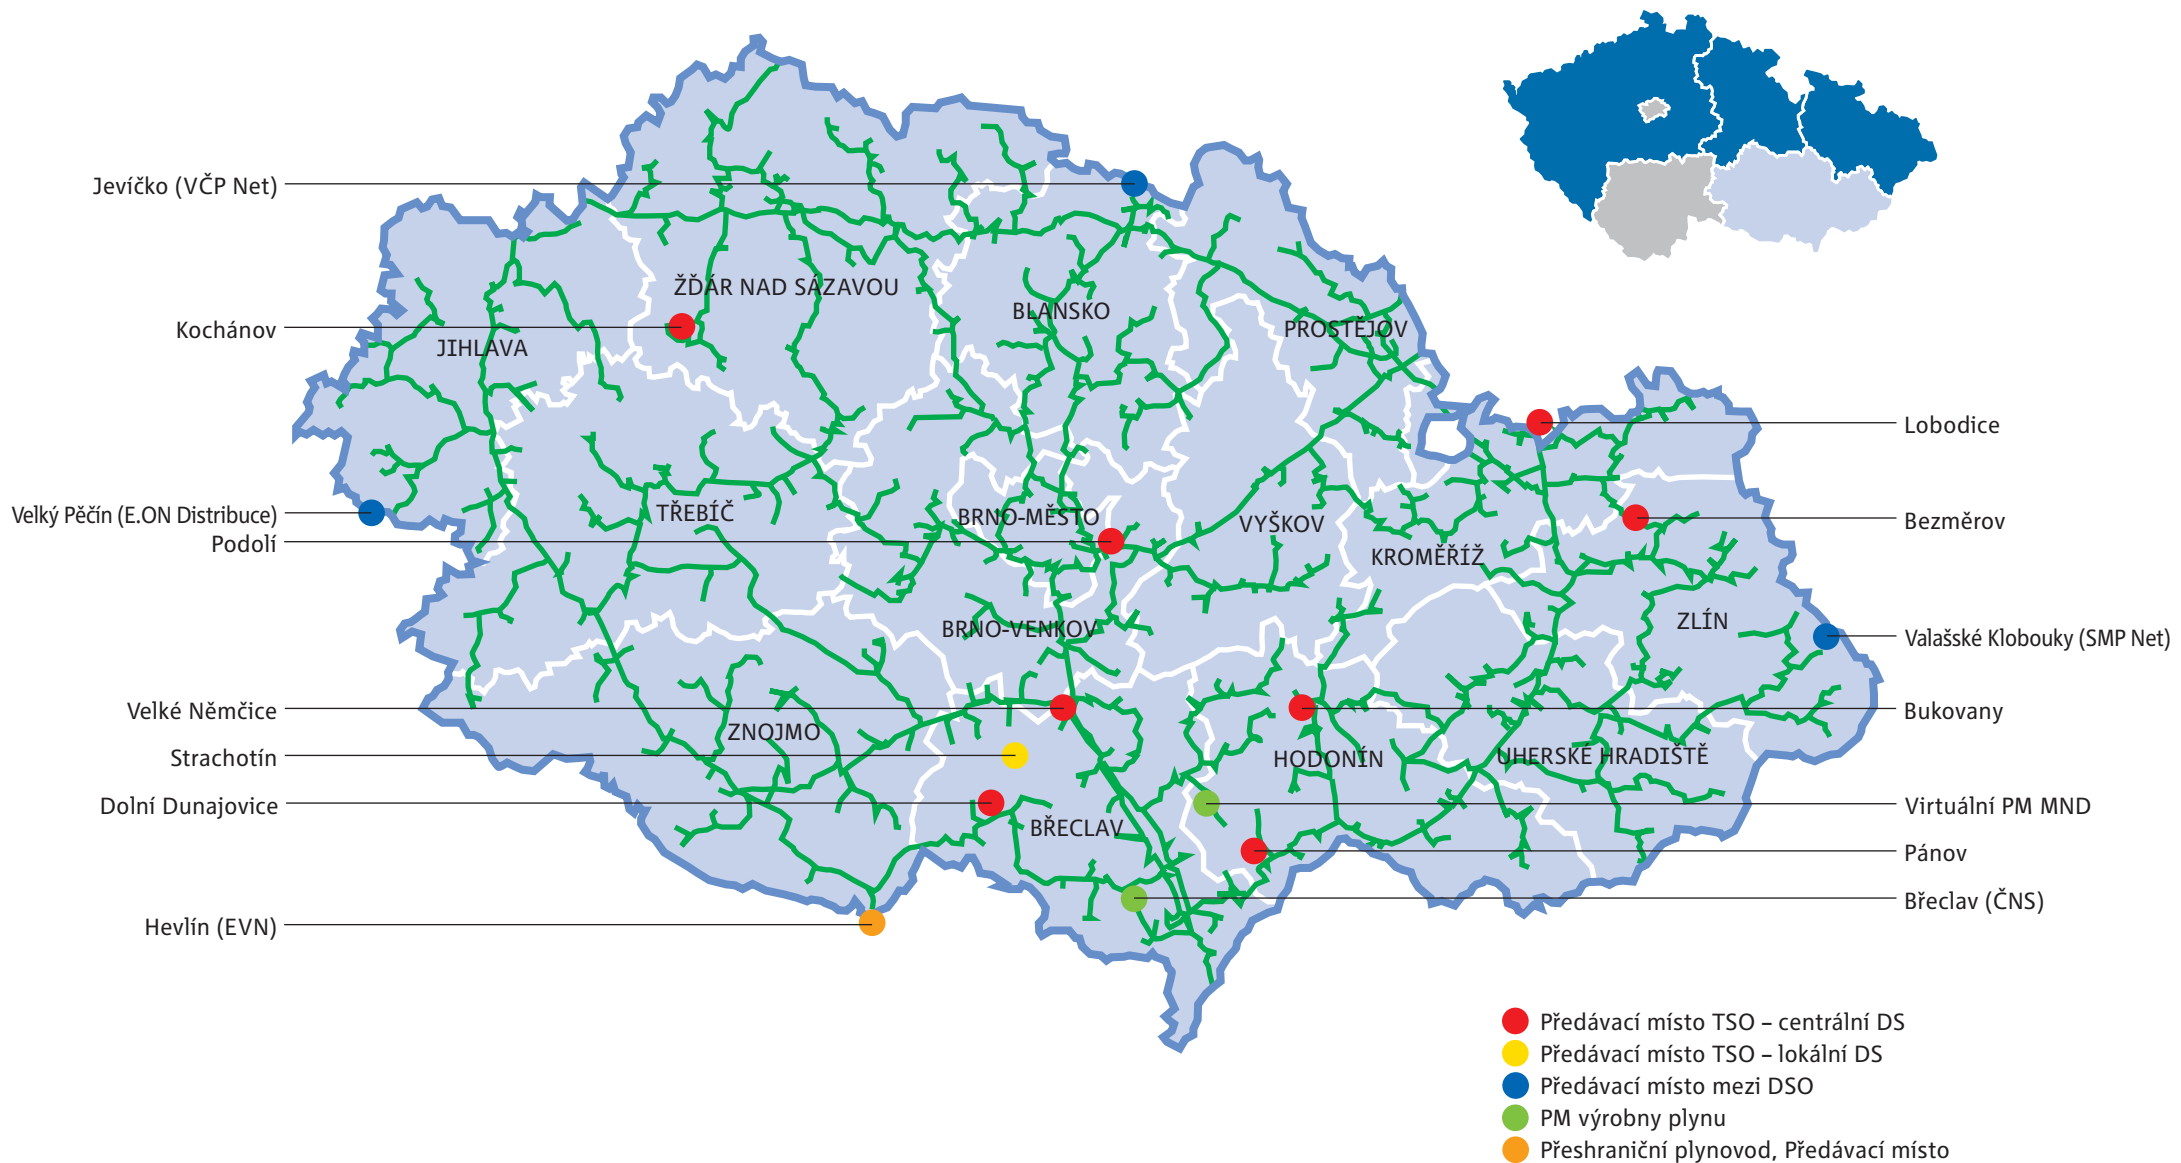 Jevíčko (VČP Net)
Kochánov
Velký Pěčín (E.ON Distribuce)
Podolí
Velké Němčice
Strachotín
Dolní Dunajovice
Hevlín (EVN)
ŽĎÁR NAD SÁZAVOU
BLANSKO
PROSTĚJOV
JIHLAVA
TŘEBÍČ
BRNO-MĚSTO
VYŠKOV
KROMĚŘÍŽ
BRNO-VENKOV
ZLÍN
ZNOJMO
HODONÍN
UHERSKÉ HRADIŠTĚ
BŘECLAV
Lobodice
Bezměrov
Valašské Klobouky (SMP Net)
Bukovany
Virtuální PM MND
Pánov
Břeclav (ČNS)
Předávací místo TSO – centrální DS
Předávací místo TSO – lokální DS
Předávací místo mezi DSO
PM výrobny plynu
Přeshraniční plynovod, Předávací místo